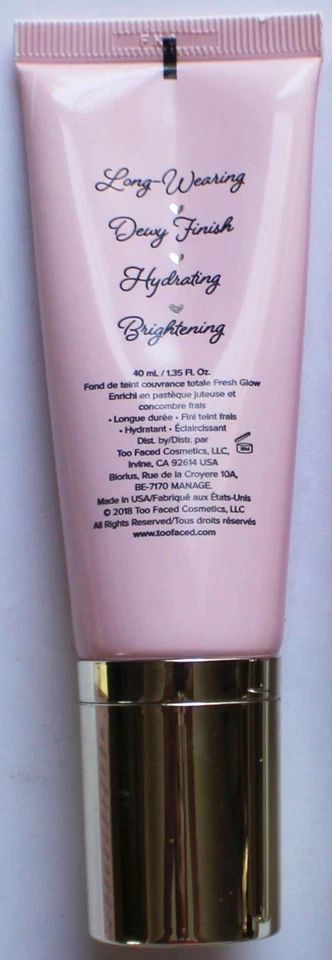 Long-Wearing
Dewy Finish
Hydrating
Brightening
40 mL / 1.35 Fl. Oz.
Fond de teint couvrance totale Fresh Glow
Enrichi en pastèque juteuse et
concombre frais
• Longue durée • Fini teint frais
• Hydratant • Éclaircissant
Dist. by/Distr. par
Too Faced Cosmetics, LLC,
Irvine, CA 92614 USA
Biorius, Rue de la Croyere 10A,
BE-7170 MANAGE.
Made in USA/Fabriqué aux États-Unis
© 2018 Too Faced Cosmetics, LLC
All Rights Reserved/Tous droits réservés
www.toofaced.com